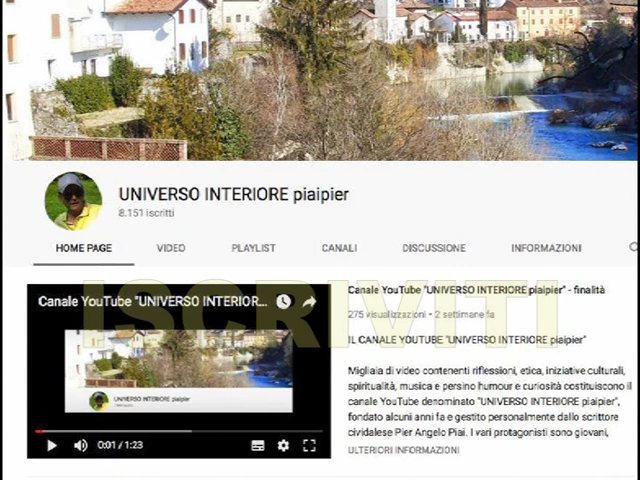 UNIVERSO INTERIORE piaipier
8.151 iscritti
HOME PAGE VIDEO PLAYLIST CANALI DISCUSSIONE INFORMAZIONI
ISCRIVITI
Canale YouTube "UNIVERSO INTERIOR...
UNIVERSO INTERIORE piaipier
0:01 / 1:23
Canale YouTube "UNIVERSO INTERIORE piaipier" - finalità
275 visualizzazioni • 2 settimane fa
IL CANALE YOUTUBE "UNIVERSO INTERIORE piaipier"
Migliaia di video contenenti riflessioni, etica, iniziative culturali,
spiritualità, musica e persino humour e curiosità costituiscono il
canale YouTube denominato "UNIVERSO INTERIORE piaipier",
fondato alcuni anni fa e gestito personalmente dallo scrittore
cividalese Pier Angelo Piai. I vari protagonisti sono giovani,
ULTERIORI INFORMAZIONI